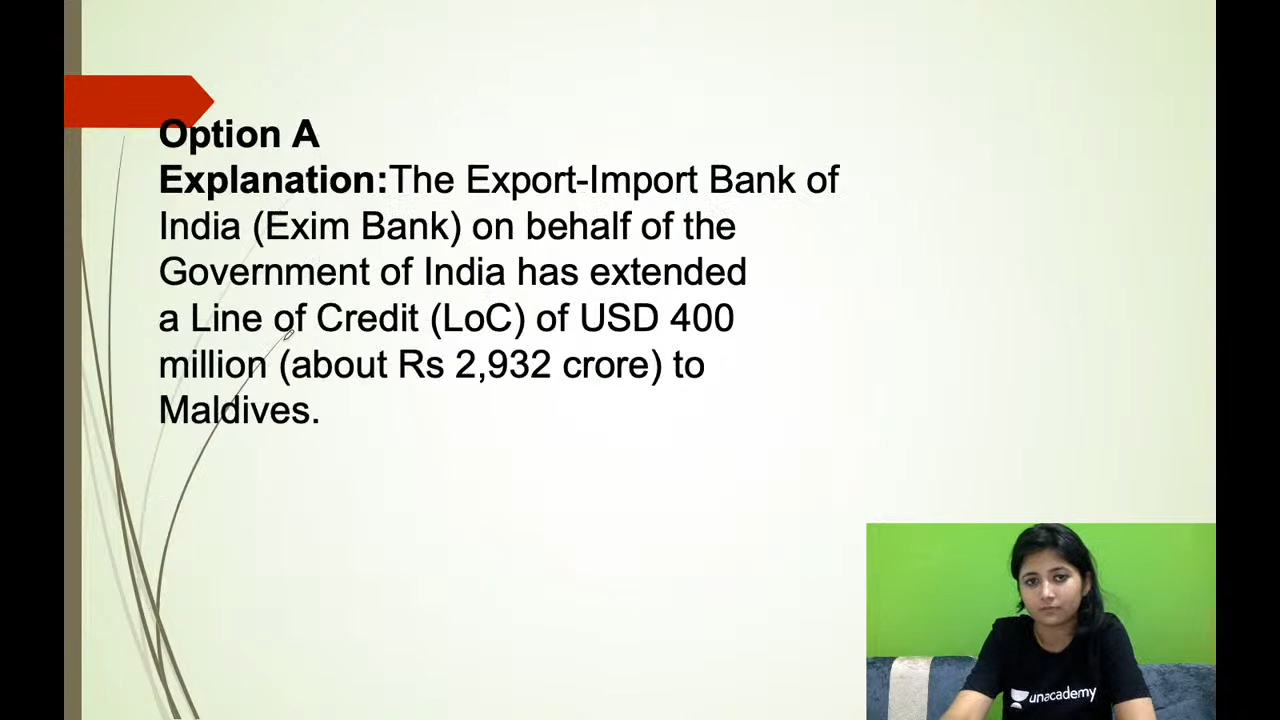 Option A
Explanation:The Export-Import Bank of
India (Exim Bank) on behalf of the
Government of India has extended
a Line of Credit (LoC) of USD 400
million (about Rs 2,932 crore) to
Maldives.
unacademy